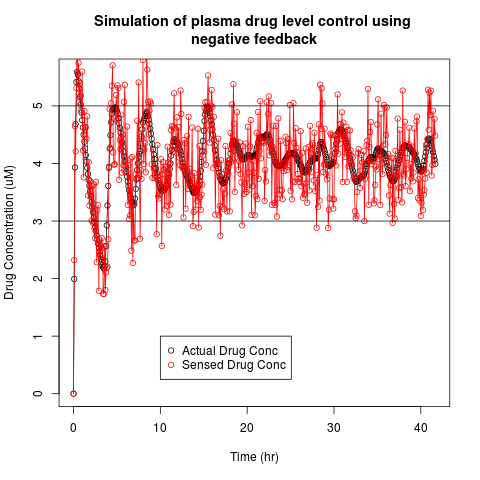 Simulation of plasma drug level control using
negative feedback
Drug Concentration (uM)
5
4
3
2
1
0
Actual Drug Conc
Sensed Drug Conc
0 10 20 30 40
Time (hr)